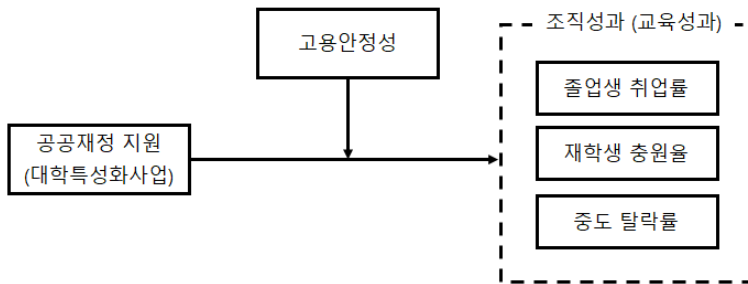 고용안정성
조직성과 (교육성과)
졸업생 취업률
공공재정 지원
(대학특성화사업)
재학생 충원율
중도 탈락률